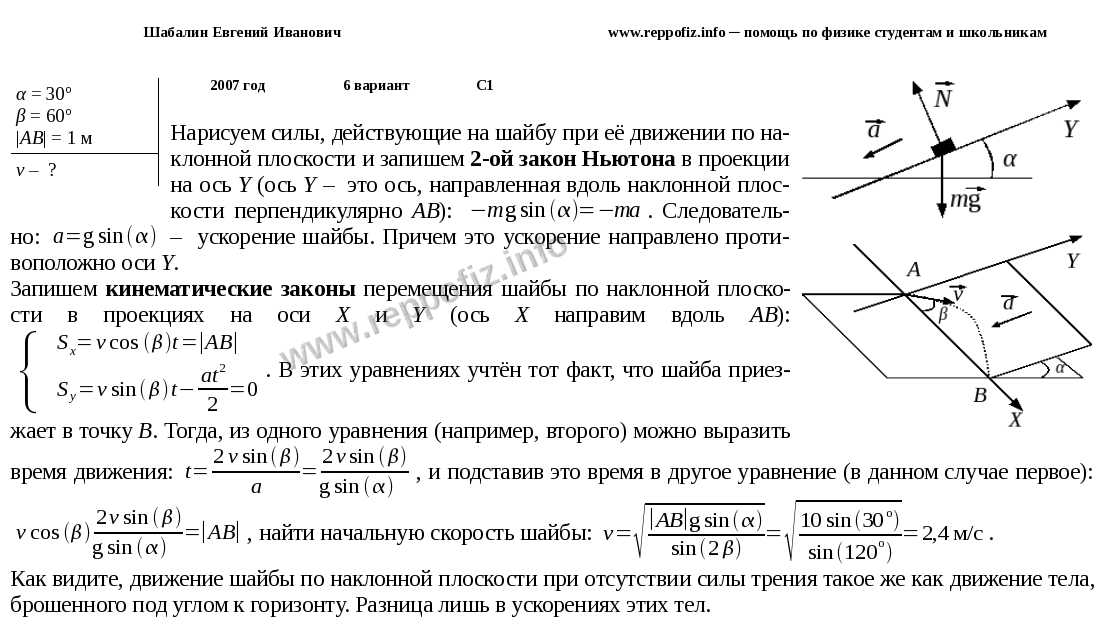 Шабалин Евгений Иванович
www.reppofiz.info — помощь по физике студентам и школьникам
2007 год 6 вариант C1
α = 30º
β = 60º
|AB| = 1 м
v – ?
Нарисуем силы, действующие на шайбу при её движении по на-
клонной плоскости и запишем 2-ой закон Ньютона в проекции
на ось Y (ось Y – это ось, направленная вдоль наклонной плос-
кости перпендикулярно AB): −mg sin(α)=−ma . Следователь-
но: a=g sin(α) – ускорение шайбы. Причем это ускорение направлено проти-
воположно оси Y.
Запишем кинематические законы перемещения шайбы по наклонной плоско-
сти в проекциях на оси X и Y (ось X направим вдоль AB):
{ Sx=v cos(β)t=|AB|
Sy=v sin(β)t−at²/2=0 . В этих уравнениях учтён тот факт, что шайба приез-
жает в точку B. Тогда, из одного уравнения (например, второго) можно выразить
время движения: t=2v sin(β)/a=2v sin(β)/g sin(α) , и подставив это время в другое уравнение (в данном случае первое):
v cos(β)2v sin(β)/g sin(α)=|AB| , найти начальную скорость шайбы: v=√(|AB|g sin(α)/sin(2β))=√(10 sin(30º)/sin(120º))=2,4 м/с .
Как видите, движение шайбы по наклонной плоскости при отсутствии силы трения такое же как движение тела,
брошенного под углом к горизонту. Разница лишь в ускорениях этих тел.
N
a
Y
α
mg
A
Y
v
a
β
α
B
X
www.reppofiz.info